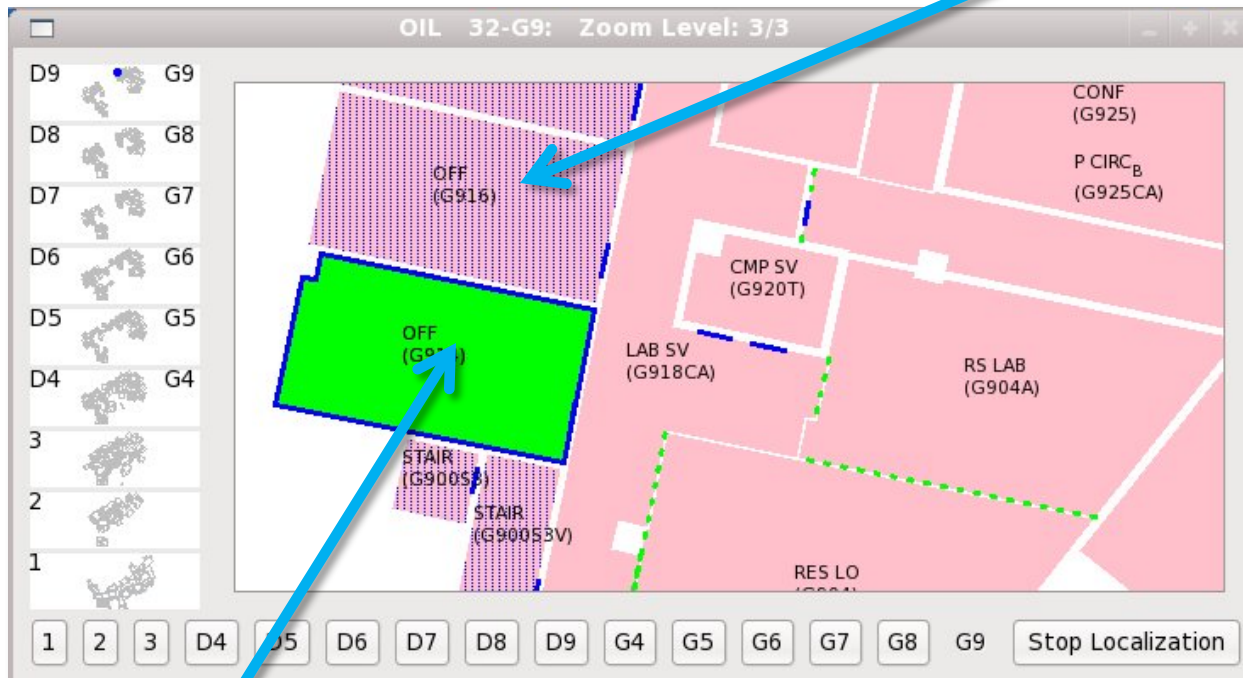 OIL 32-G9: Zoom Level: 3/3
D9 G9
D8 G8
D7 G7
D6 G6
D5 G5
D4 G4
3
2
1
CONF
(G925)
P CIRC_B
(G925CA)
OFF
(G916)
CMP SV
(G920T)
OFF
LAB SV
(G918CA)
RS LAB
(G904A)
STAIR
(G900S3)
STAIR
(G900S3V)
RES LO
1 2 3 D4 D5 D6 D7 D8 D9 G4 G5 G6 G7 G8 G9 Stop Localization